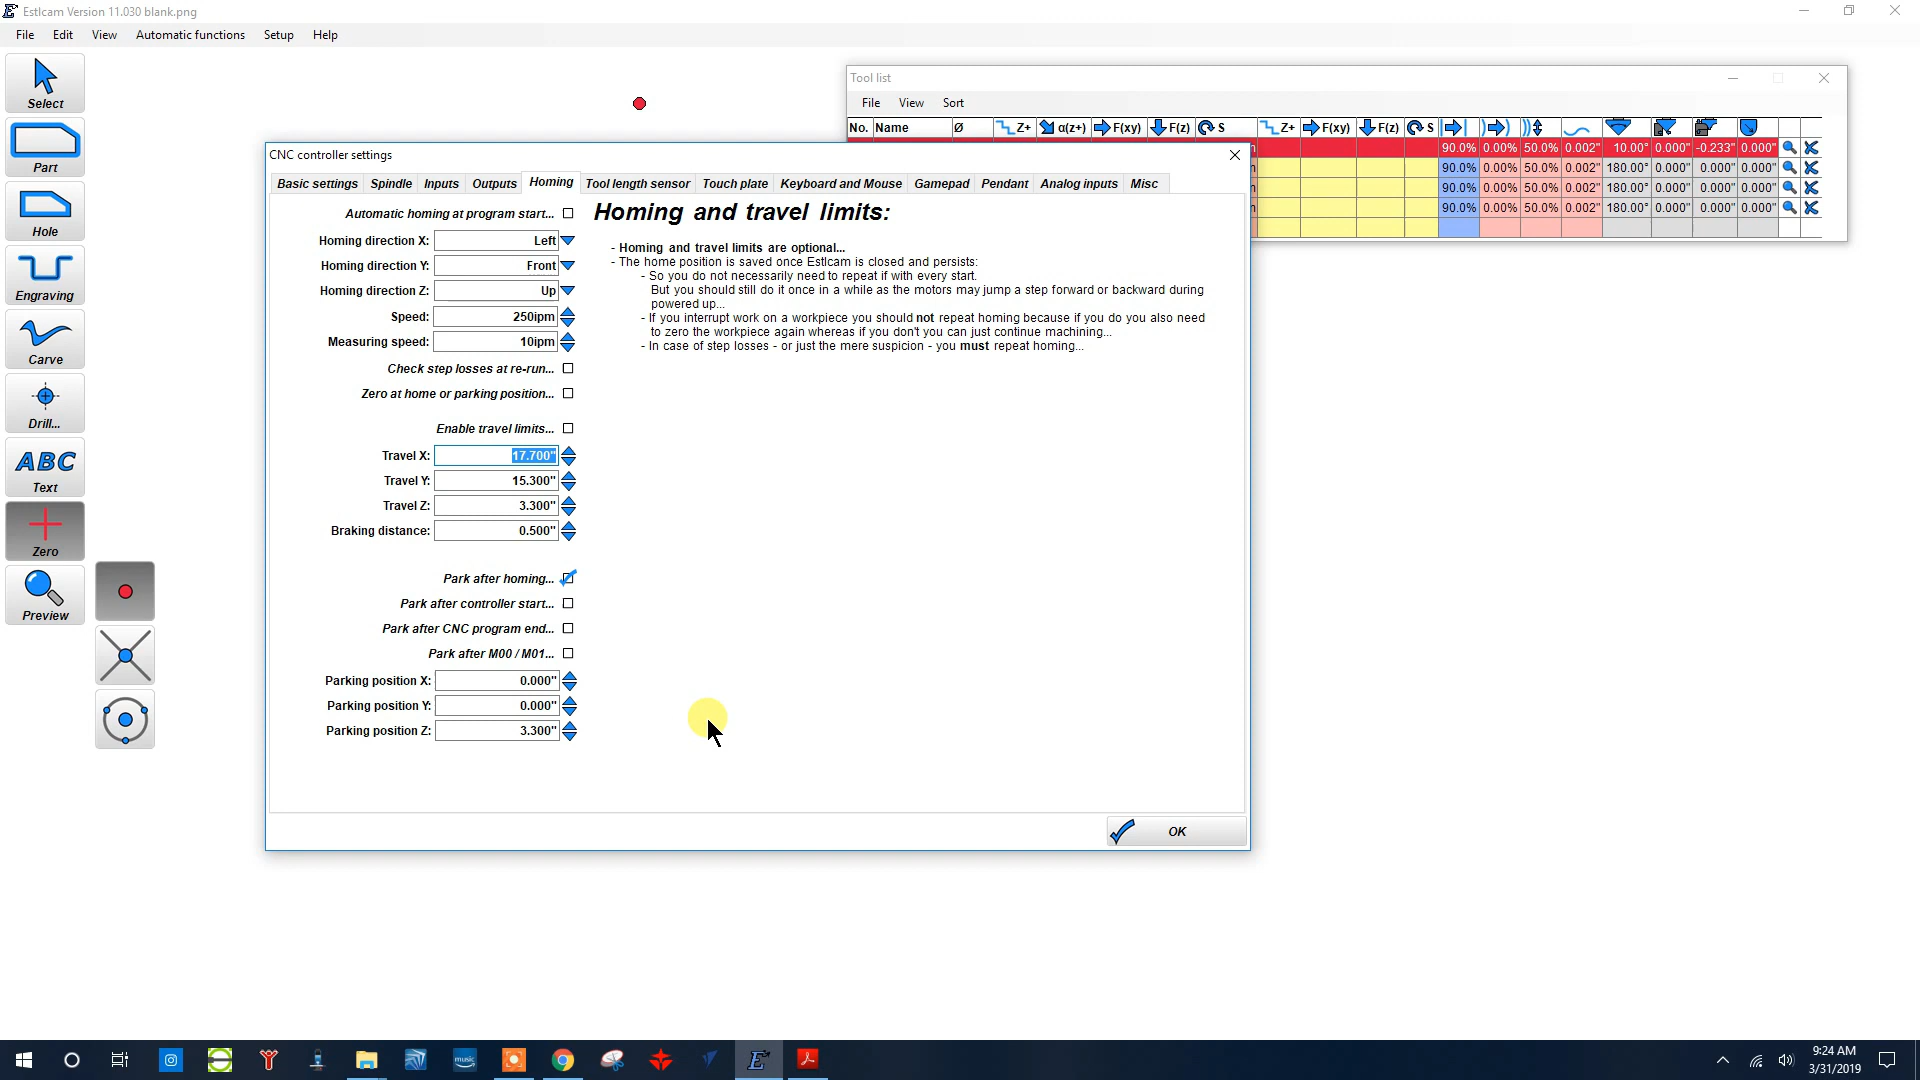 Estlcam Version 11.030 blank.png
File Edit View Automatic functions Setup Help
Select
Part
Hole
Engraving
Carve
Drill...
ABC
Text
Zero
Preview
Tool list
File View Sort
No. Name Ø Z+ α(z+) F(xy) F(z) S Z+ F(xy) F(z) S
90.0% 0.00% 50.0% 0.002" 10.00° 0.000" -0.233" 0.000"
90.0% 0.00% 50.0% 0.002" 180.00° 0.000" 0.000" 0.000"
90.0% 0.00% 50.0% 0.002" 180.00° 0.000" 0.000" 0.000"
90.0% 0.00% 50.0% 0.002" 180.00° 0.000" 0.000" 0.000"
CNC controller settings
Basic settings Spindle Inputs Outputs Homing Tool length sensor Touch plate Keyboard and Mouse Gamepad Pendant Analog inputs Misc
Automatic homing at program start...
Homing direction X: Left
Homing direction Y: Front
Homing direction Z: Up
Speed: 250ipm
Measuring speed: 10ipm
Check step losses at re-run...
Zero at home or parking position...
Enable travel limits...
Travel X: 17.700"
Travel Y: 15.300"
Travel Z: 3.300"
Braking distance: 0.500"
Park after homing...
Park after controller start...
Park after CNC program end...
Park after M00 / M01...
Parking position X: 0.000"
Parking position Y: 0.000"
Parking position Z: 3.300"
Homing and travel limits:
- Homing and travel limits are optional...
- The home position is saved once Estlcam is closed and persists:
- So you do not necessarily need to repeat if with every start.
But you should still do it once in a while as the motors may jump a step forward or backward during
powered up...
- If you interrupt work on a workpiece you should not repeat homing because if you do you also need
to zero the workpiece again whereas if you don't you can just continue machining...
- In case of step losses - or just the mere suspicion - you must repeat homing...
OK
music
9:24 AM
3/31/2019